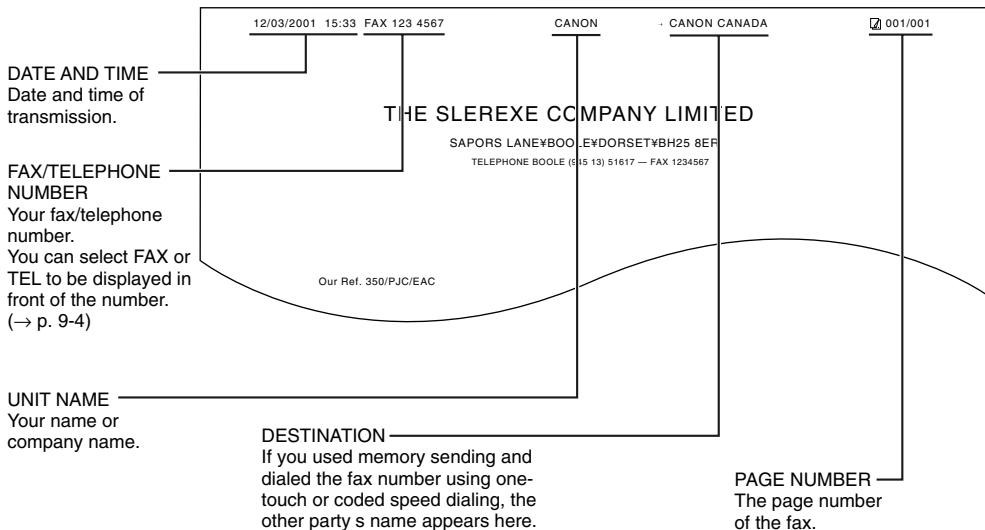 12/03/2001 15:33 FAX 123 4567 CANON → CANON CANADA 001/001
DATE AND TIME
Date and time of
transmission.
THE SLEREXE COMPANY LIMITED
SAPORS LANE¥BOOLE¥DORSET¥BH25 8ER
TELEPHONE BOOLE (945 13) 51617 — FAX 1234567
FAX/TELEPHONE
NUMBER
Your fax/telephone
number.
You can select FAX or
TEL to be displayed in
front of the number.
(→ p. 9-4)
Our Ref. 350/PJC/EAC
UNIT NAME
Your name or
company name.
DESTINATION
If you used memory sending and
dialed the fax number using one-
touch or coded speed dialing, the
other party s name appears here.
PAGE NUMBER
The page number
of the fax.